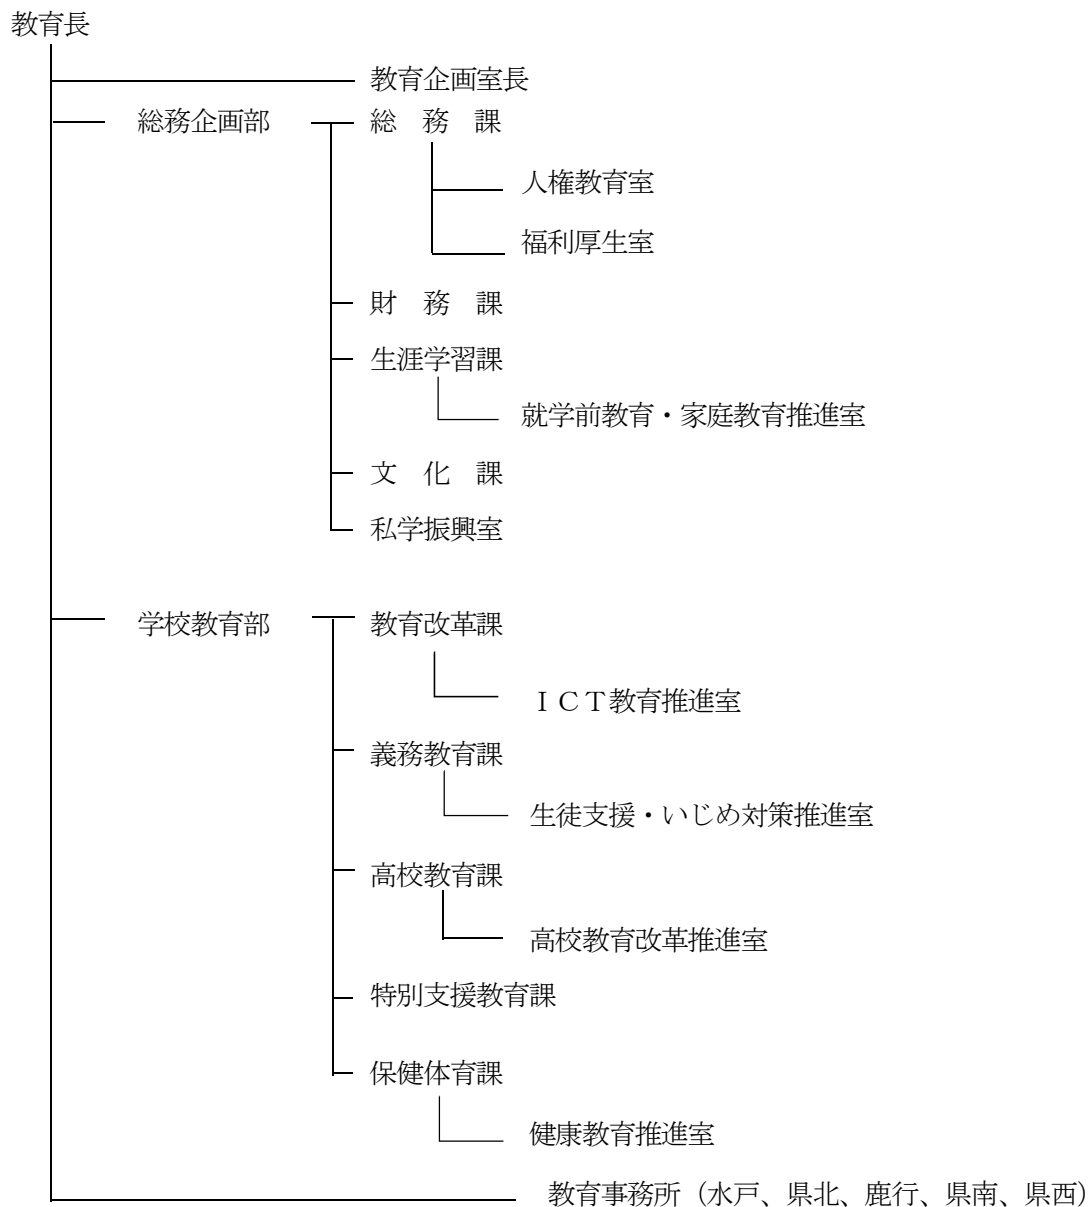 教育長
教育企画室長
総務企画部 総　務　課
人権教育室
福利厚生室
財　務　課
生涯学習課
就学前教育・家庭教育推進室
文　化　課
私学振興室
学校教育部 教育改革課
ＩＣＴ教育推進室
義務教育課
生徒支援・いじめ対策推進室
高校教育課
高校教育改革推進室
特別支援教育課
保健体育課
健康教育推進室
教育事務所（水戸、県北、鹿行、県南、県西）